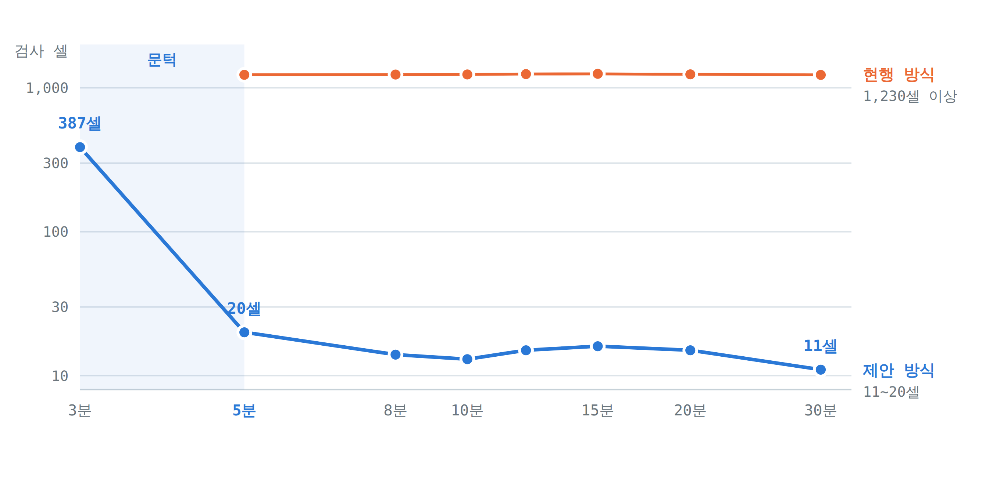 검사 셀
문턱
1,000
현행 방식
1,230셀 이상
387셀
300
100
30
20셀
11셀
10
제안 방식
11~20셀
3분
5분
8분
10분
15분
20분
30분